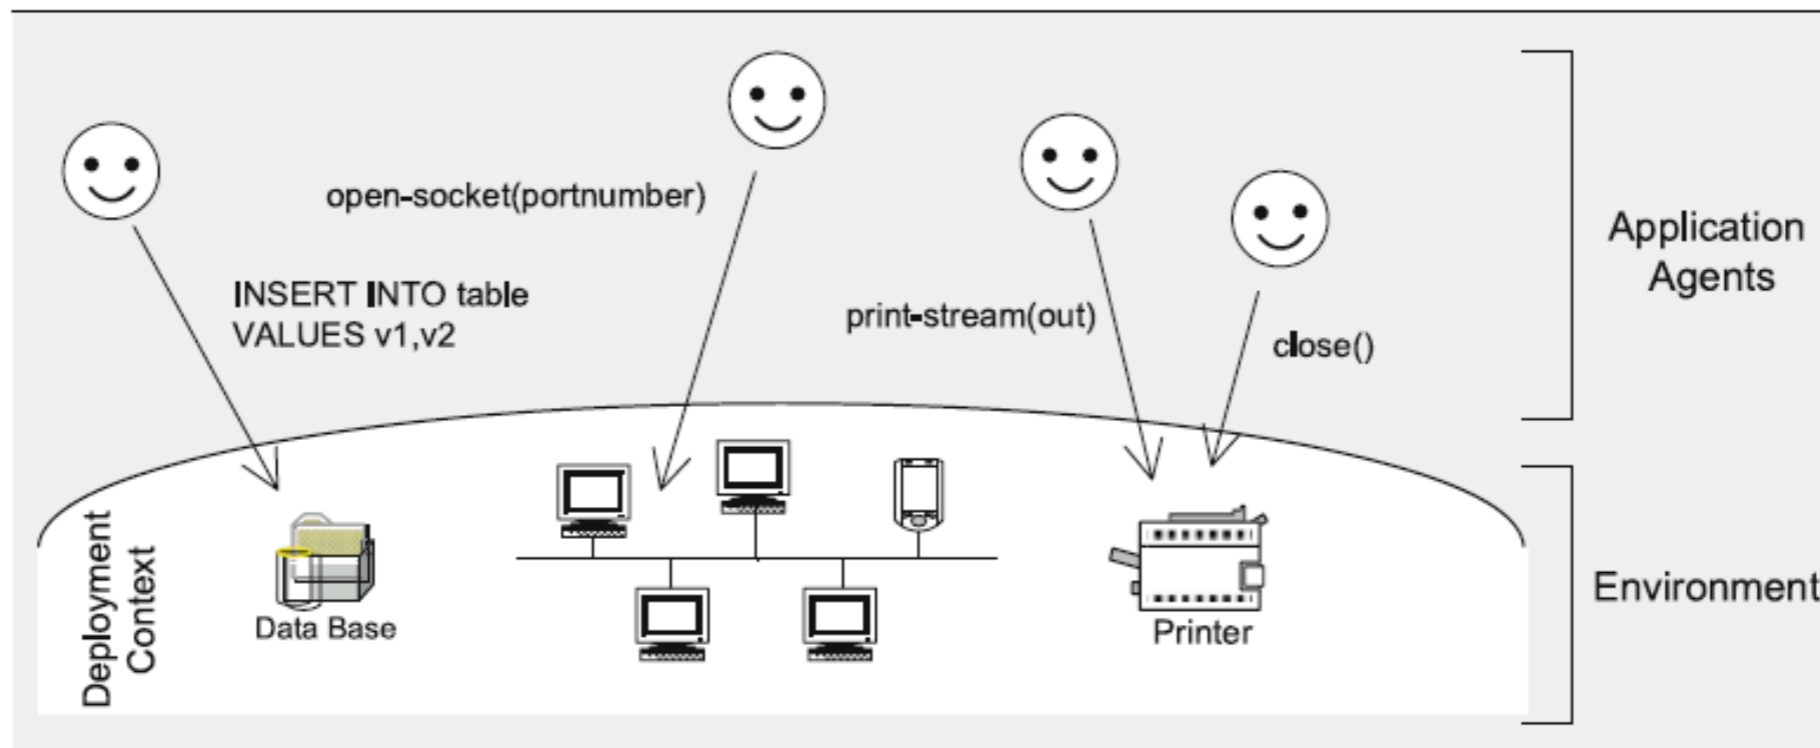 open-socket(portnumber)
INSERT INTO table
VALUES v1,v2
print-stream(out)
close()
Application
Agents
Deployment
Context
Data Base
Printer
Environment